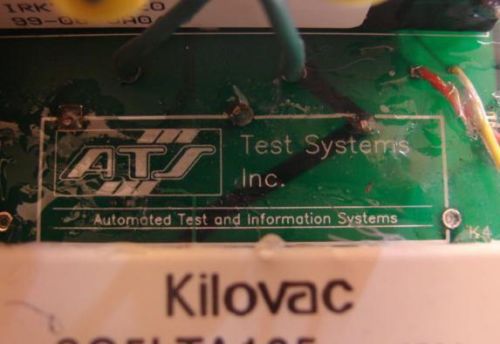 ATS
Test Systems
Inc.
Automated Test and Information Systems
K4
Kilovac